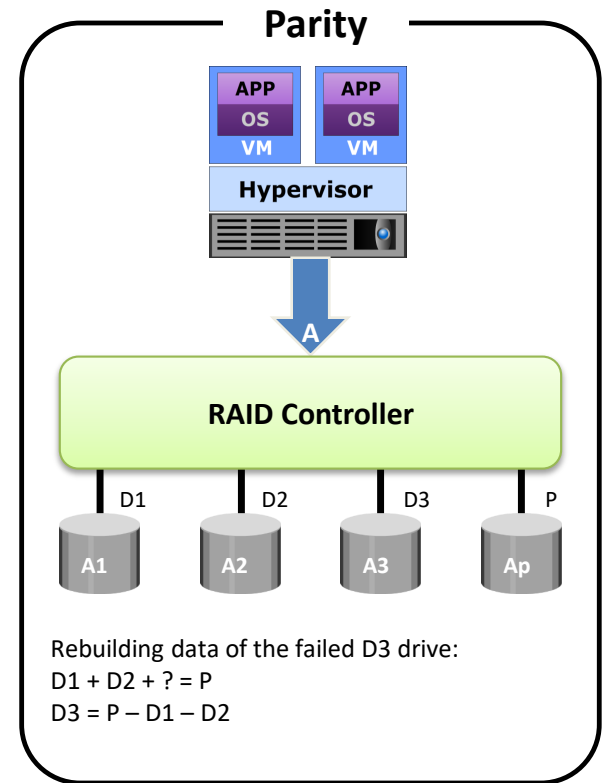 Parity
APP APP
OS OS
VM VM
Hypervisor
A
RAID Controller
D1 D2 D3 P
A1 A2 A3 Ap
Rebuilding data of the failed D3 drive:
D1 + D2 + ? = P
D3 = P – D1 – D2